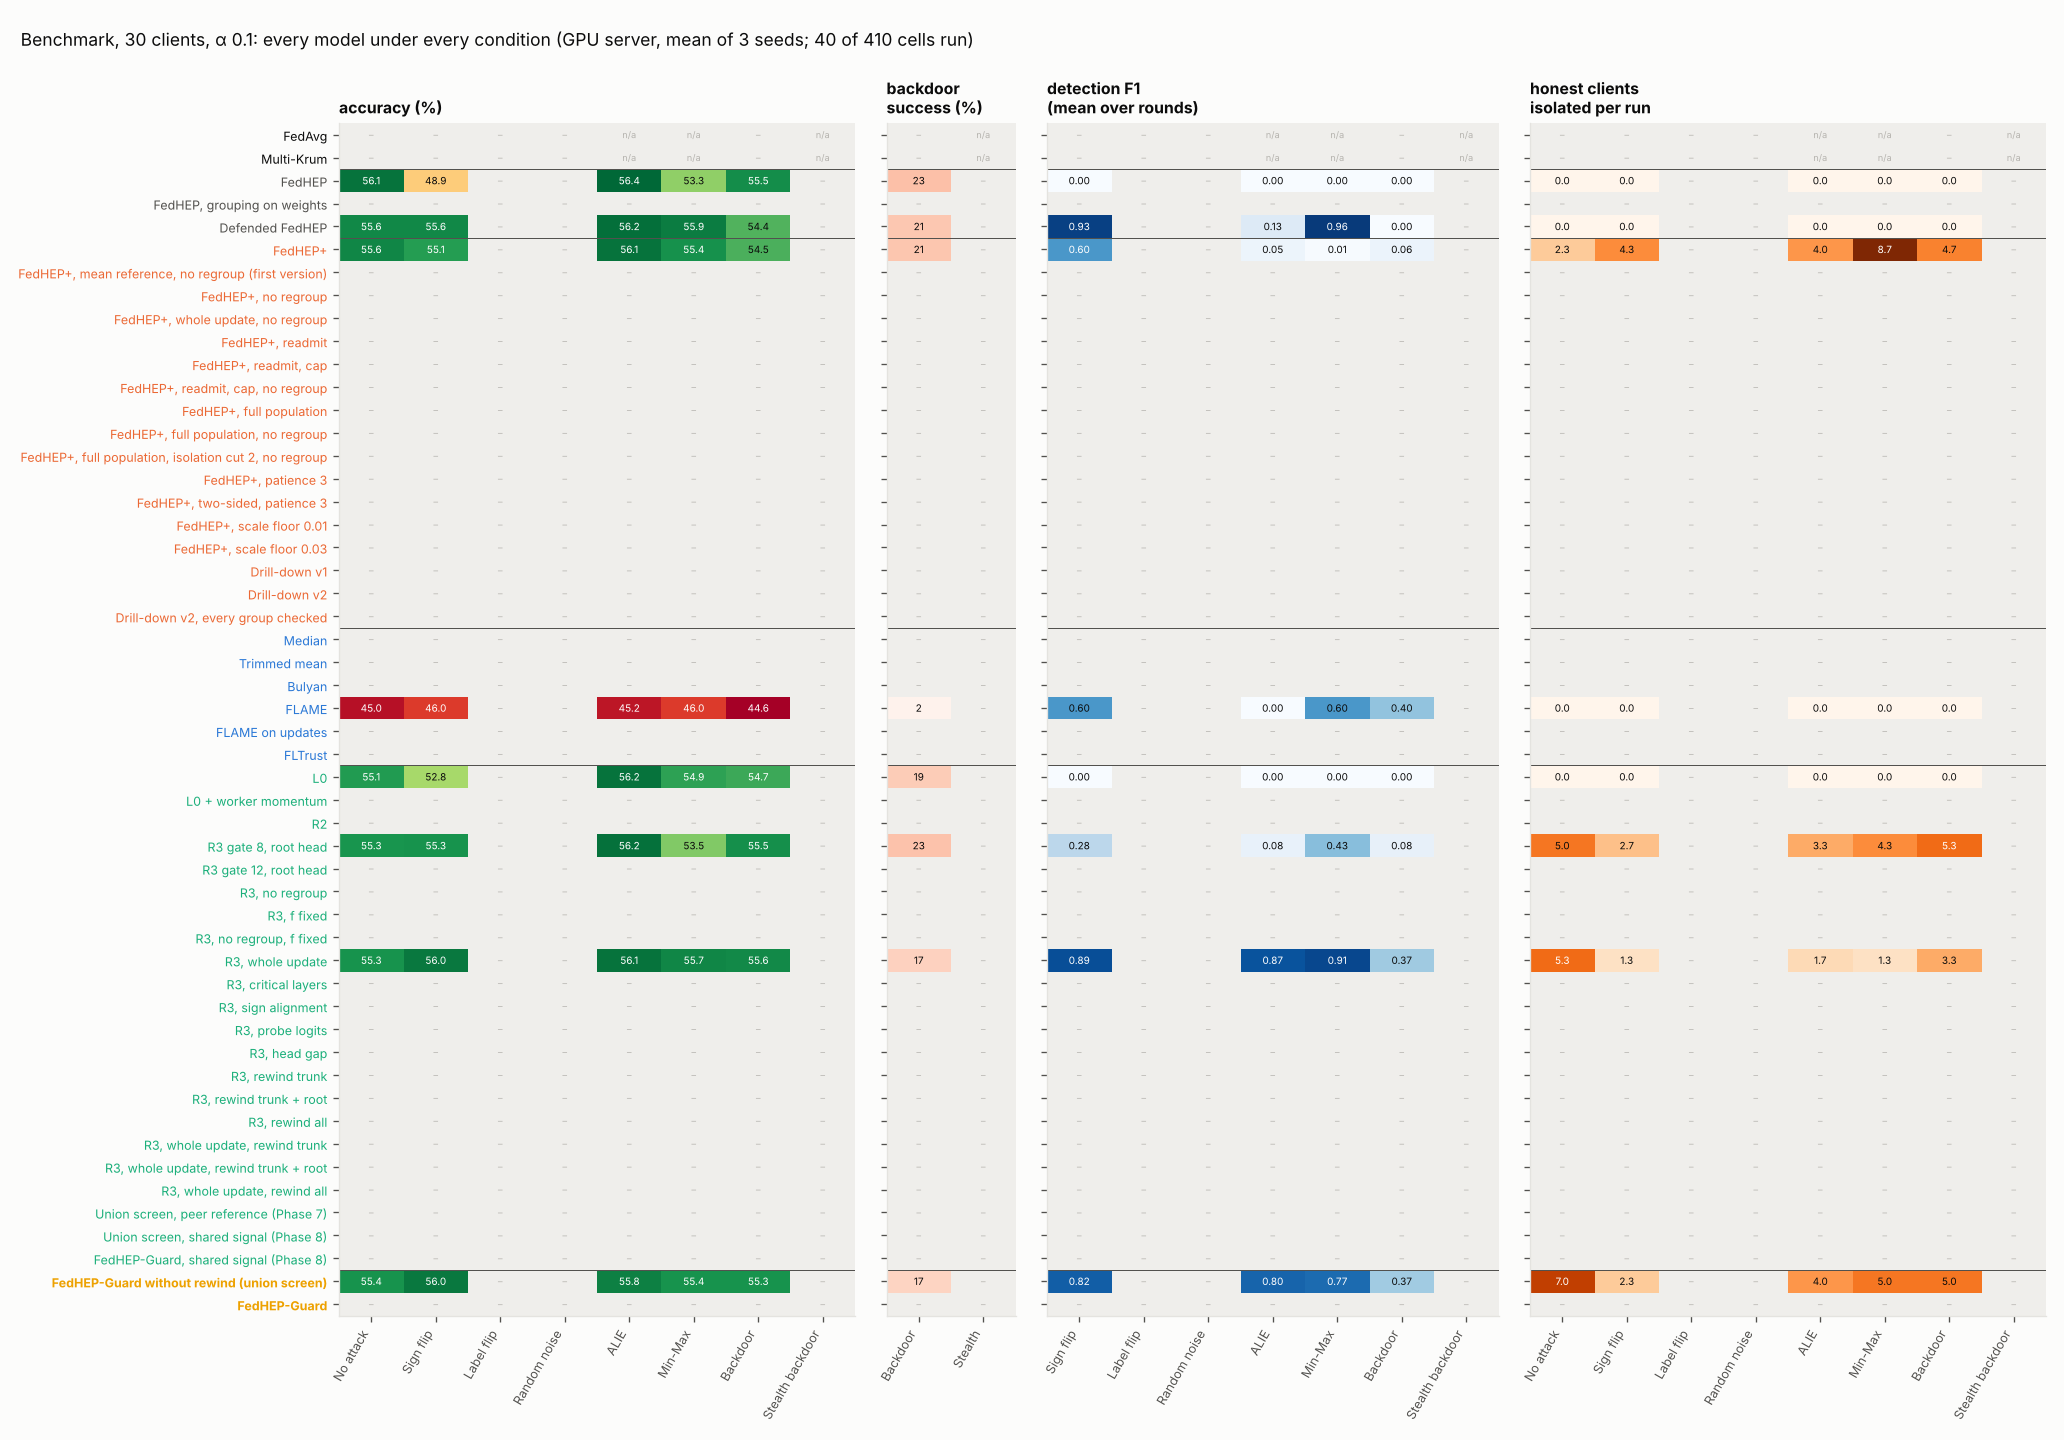 Benchmark, 30 clients, α 0.1: every model under every condition (GPU server, mean of 3 seeds; 40 of 410 cells run)
accuracy (%)
backdoor
success (%)
detection F1
(mean over rounds)
honest clients
isolated per run
FedAvg n/a n/a n/a n/a n/a n/a n/a n/a n/a n/a
Multi-Krum n/a n/a n/a n/a n/a n/a n/a n/a n/a n/a
FedHEP 56.1 48.9 56.4 53.3 55.5 23 0.00 0.00 0.00 0.00 0.0 0.0 0.0 0.0 0.0
FedHEP, grouping on weights
Defended FedHEP 55.6 55.6 56.2 55.9 54.4 21 0.93 0.13 0.96 0.00 0.0 0.0 0.0 0.0 0.0
FedHEP+ 55.6 55.1 56.1 55.4 54.5 21 0.60 0.05 0.01 0.06 2.3 4.3 4.0 8.7 4.7
FedHEP+, mean reference, no regroup (first version)
FedHEP+, no regroup
FedHEP+, whole update, no regroup
FedHEP+, readmit
FedHEP+, readmit, cap
FedHEP+, readmit, cap, no regroup
FedHEP+, full population
FedHEP+, full population, no regroup
FedHEP+, full population, isolation cut 2, no regroup
FedHEP+, patience 3
FedHEP+, two-sided, patience 3
FedHEP+, scale floor 0.01
FedHEP+, scale floor 0.03
Drill-down v1
Drill-down v2
Drill-down v2, every group checked
Median
Trimmed mean
Bulyan
FLAME 45.0 46.0 45.2 46.0 44.6 2 0.60 0.00 0.60 0.40 0.0 0.0 0.0 0.0 0.0
FLAME on updates
FLTrust
L0 55.1 52.8 56.2 54.9 54.7 19 0.00 0.00 0.00 0.00 0.0 0.0 0.0 0.0 0.0
L0 + worker momentum
R2
R3 gate 8, root head 55.3 55.3 56.2 53.5 55.5 23 0.28 0.08 0.43 0.08 5.0 2.7 3.3 4.3 5.3
R3 gate 12, root head
R3, no regroup
R3, f fixed
R3, no regroup, f fixed
R3, whole update 55.3 56.0 56.1 55.7 55.6 17 0.89 0.87 0.91 0.37 5.3 1.3 1.7 1.3 3.3
R3, critical layers
R3, sign alignment
R3, probe logits
R3, head gap
R3, rewind trunk
R3, rewind trunk + root
R3, rewind all
R3, whole update, rewind trunk
R3, whole update, rewind trunk + root
R3, whole update, rewind all
Union screen, peer reference (Phase 7)
Union screen, shared signal (Phase 8)
FedHEP-Guard, shared signal (Phase 8)
FedHEP-Guard without rewind (union screen) 55.4 56.0 55.8 55.4 55.3 17 0.82 0.80 0.77 0.37 7.0 2.3 4.0 5.0 5.0
FedHEP-Guard
No attack Sign flip Label flip Random noise ALIE Min-Max Backdoor Stealth backdoor
Backdoor Stealth
Sign flip Label flip Random noise ALIE Min-Max Backdoor Stealth backdoor
No attack Sign flip Label flip Random noise ALIE Min-Max Backdoor Stealth backdoor